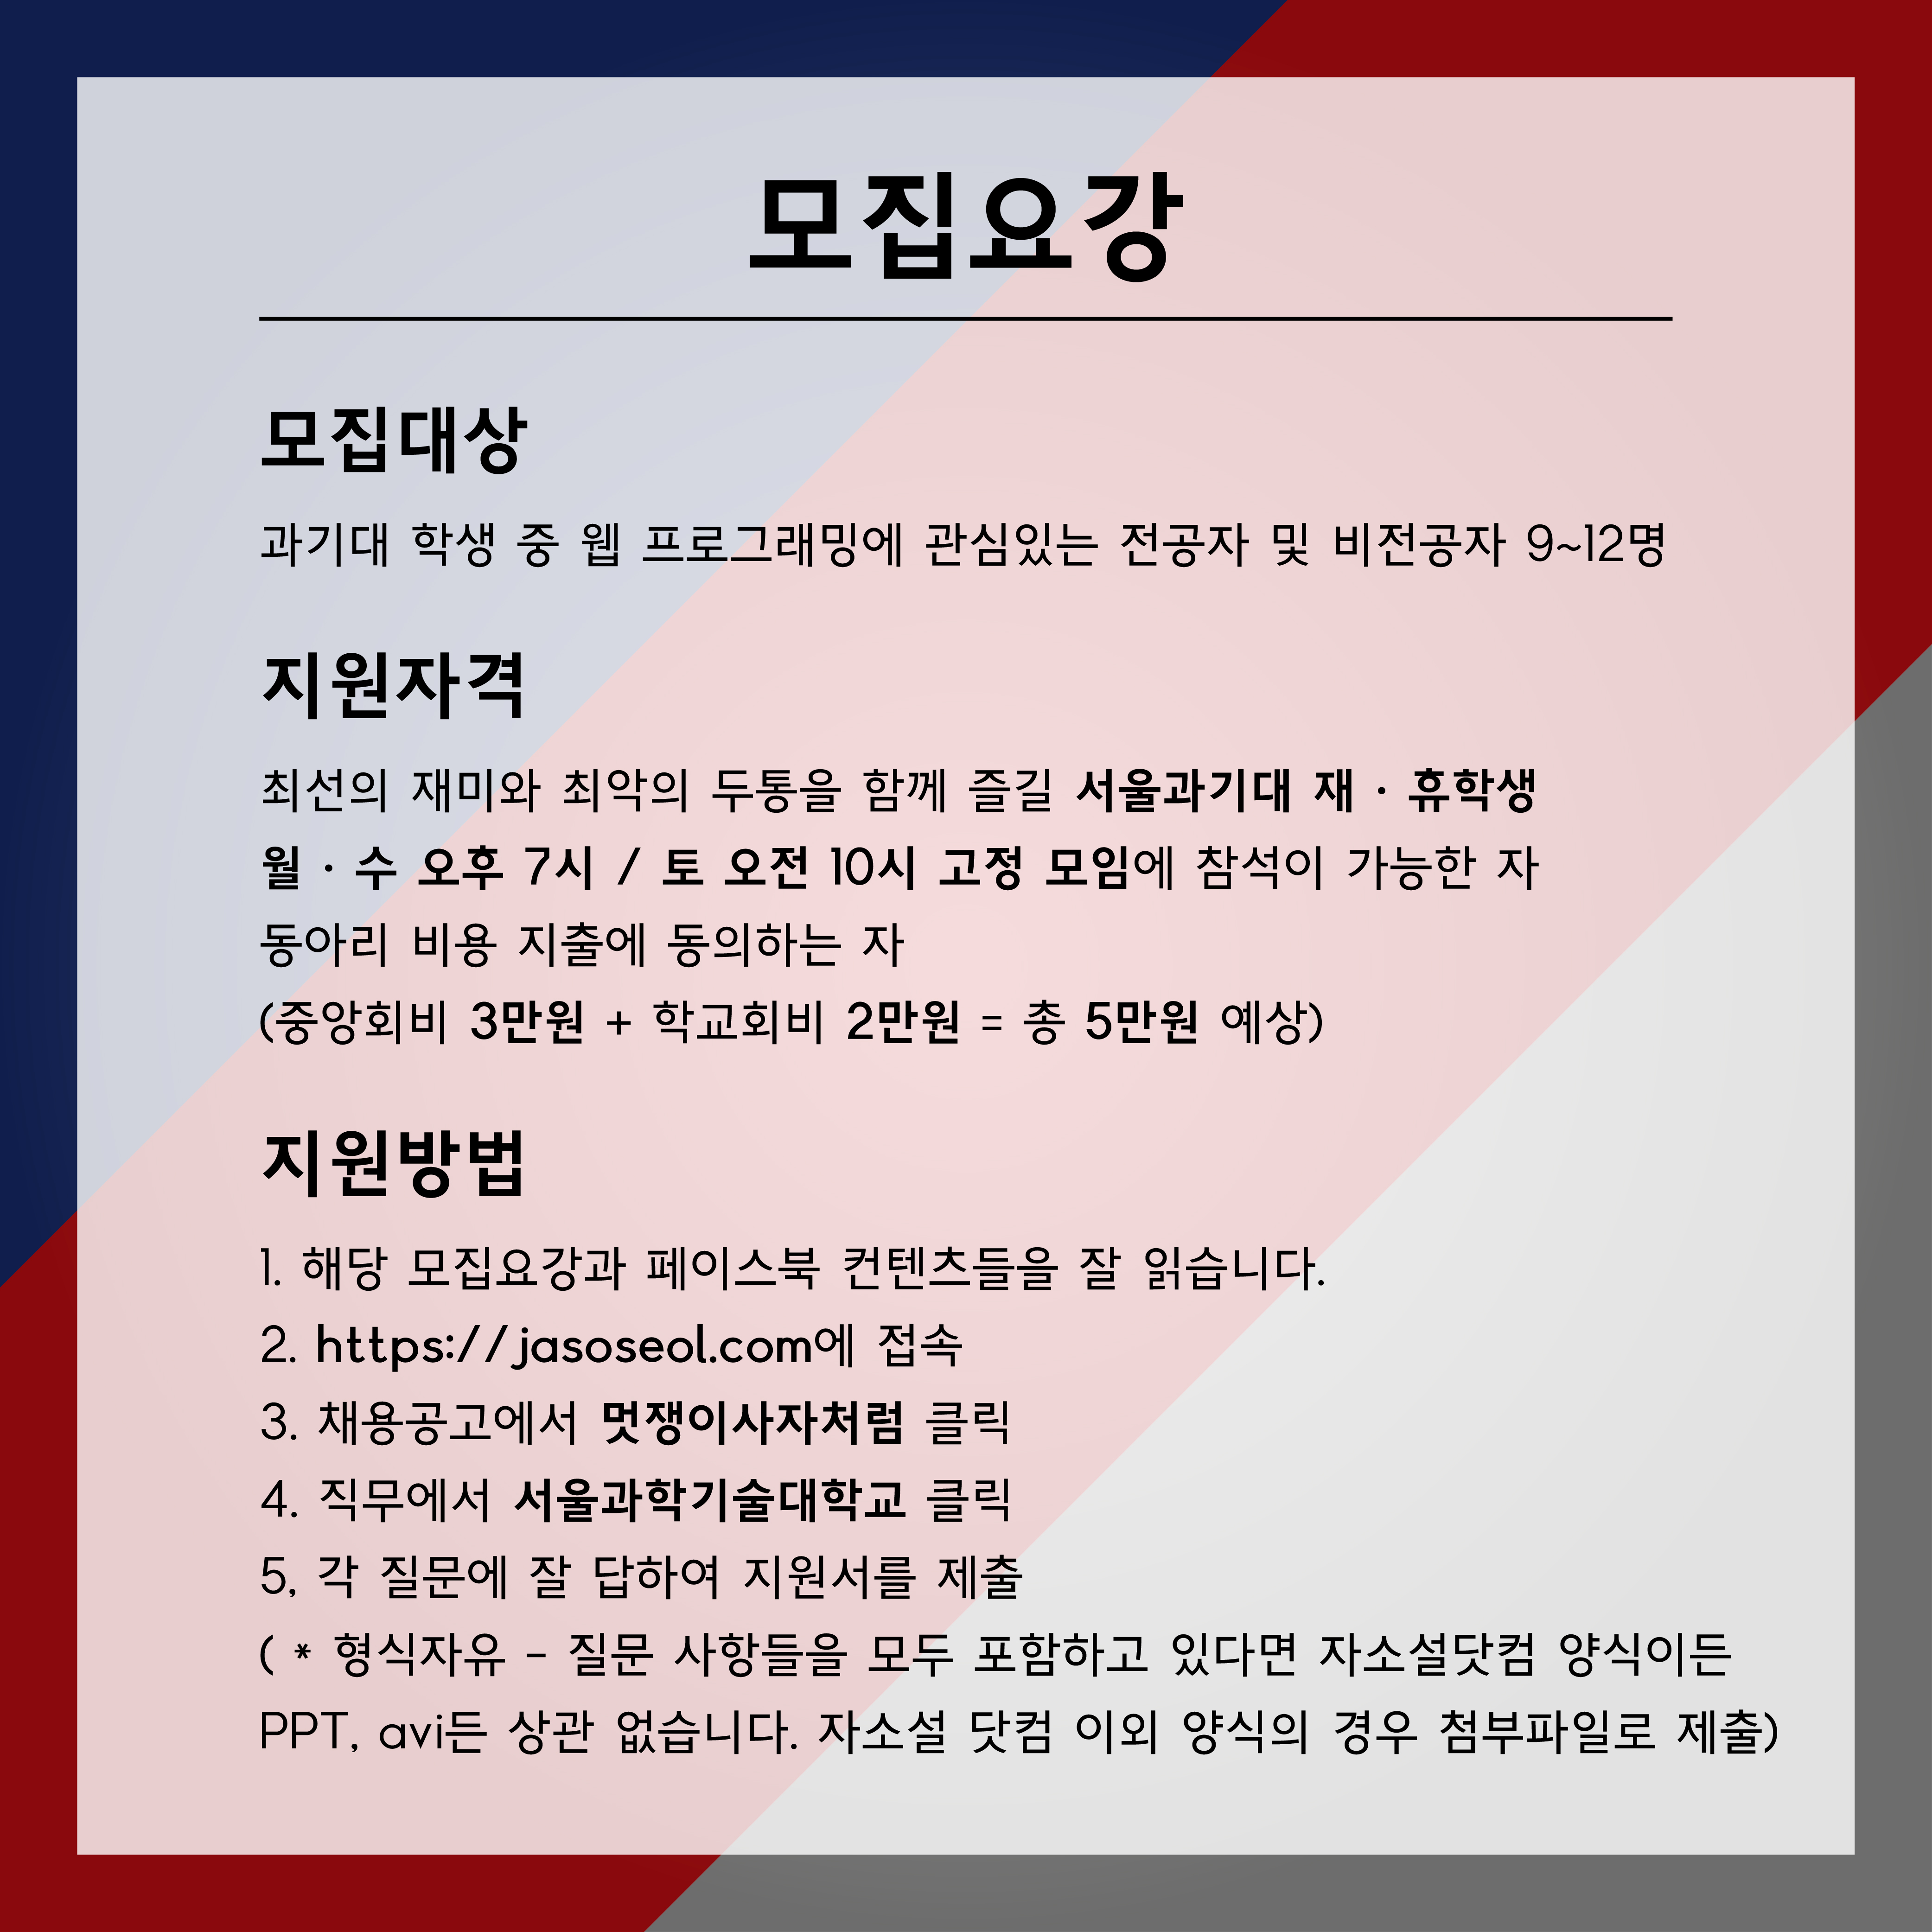 모집요강
모집대상
과기대 학생 중 웹 프로그래밍에 관심있는 전공자 및 비전공자 9~12명
지원자격
최선의 재미와 최악의 두통을 함께 즐길 서울과기대 재 · 휴학생
월 · 수 오후 7시 / 토 오전 10시 고정 모임에 참석이 가능한 자
동아리 비용 지출에 동의하는 자
(중앙회비 3만원 + 학교회비 2만원 = 총 5만원 예상)
지원방법
1. 해당 모집요강과 페이스북 컨텐츠들을 잘 읽습니다.
2. https://jasoseol.com에 접속
3. 채용공고에서 멋쟁이사자처럼 클릭
4. 직무에서 서울과학기술대학교 클릭
5, 각 질문에 잘 답하여 지원서를 제출
( * 형식자유 - 질문 사항들을 모두 포함하고 있다면 자소설닷컴 양식이든
PPT, avi든 상관 없습니다. 자소설 닷컴 이외 양식의 경우 첨부파일로 제출)